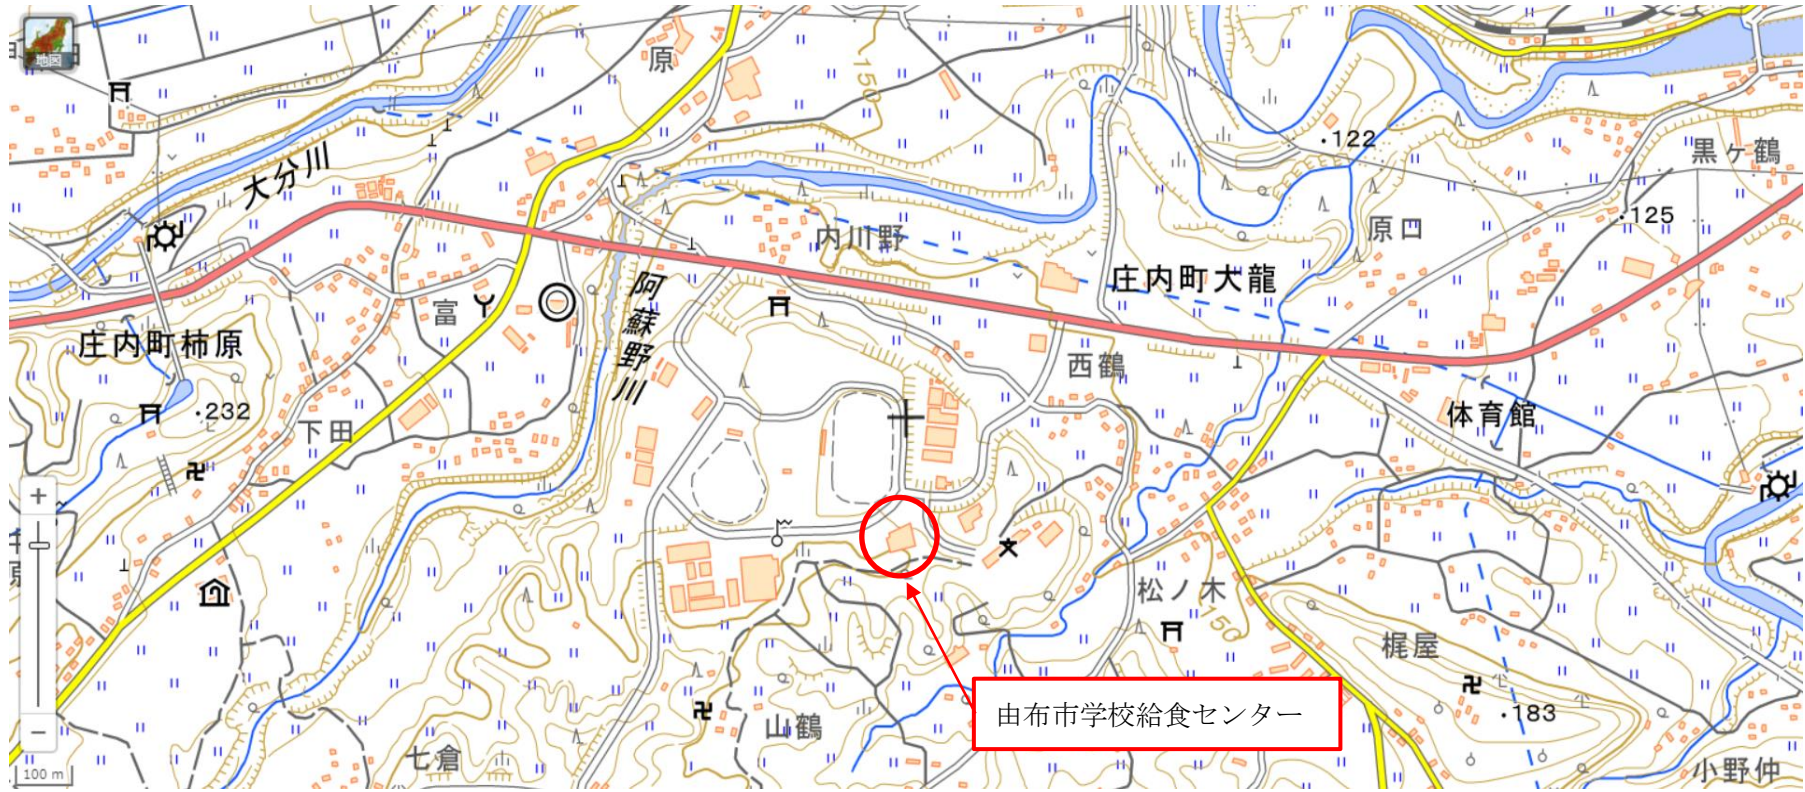 地図
原
150
大分川
・122
黒ヶ鶴
・125
原口
内川野
庄内町大龍
阿蘇野川
富
庄内町柿原
西鶴
・232
下田
体育館
松ノ木
150
梶屋
由布市学校給食センター
・183
山鶴
七倉
小野仲
100 m